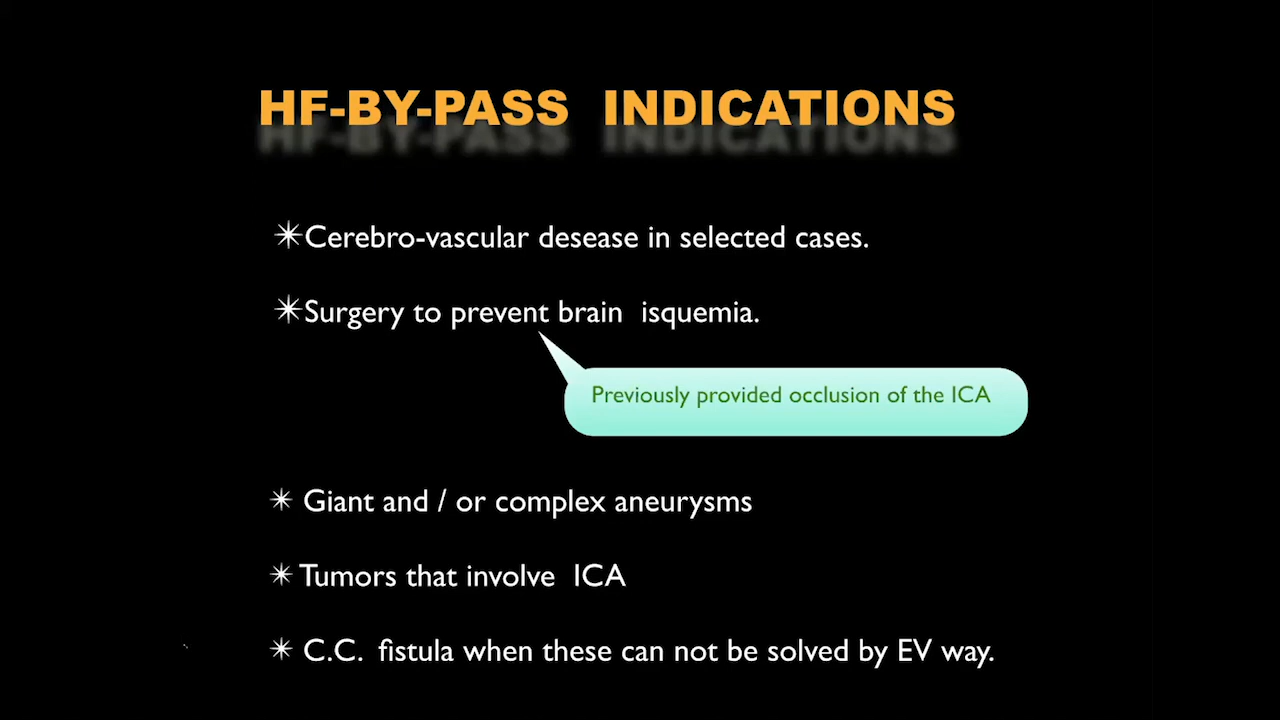 HF-BY-PASS INDICATIONS
Cerebro-vascular desease in selected cases.
Surgery to prevent brain isquemia.
Previously provided occlusion of the ICA
Giant and / or complex aneurysms
Tumors that involve ICA
C.C. fistula when these can not be solved by EV way.